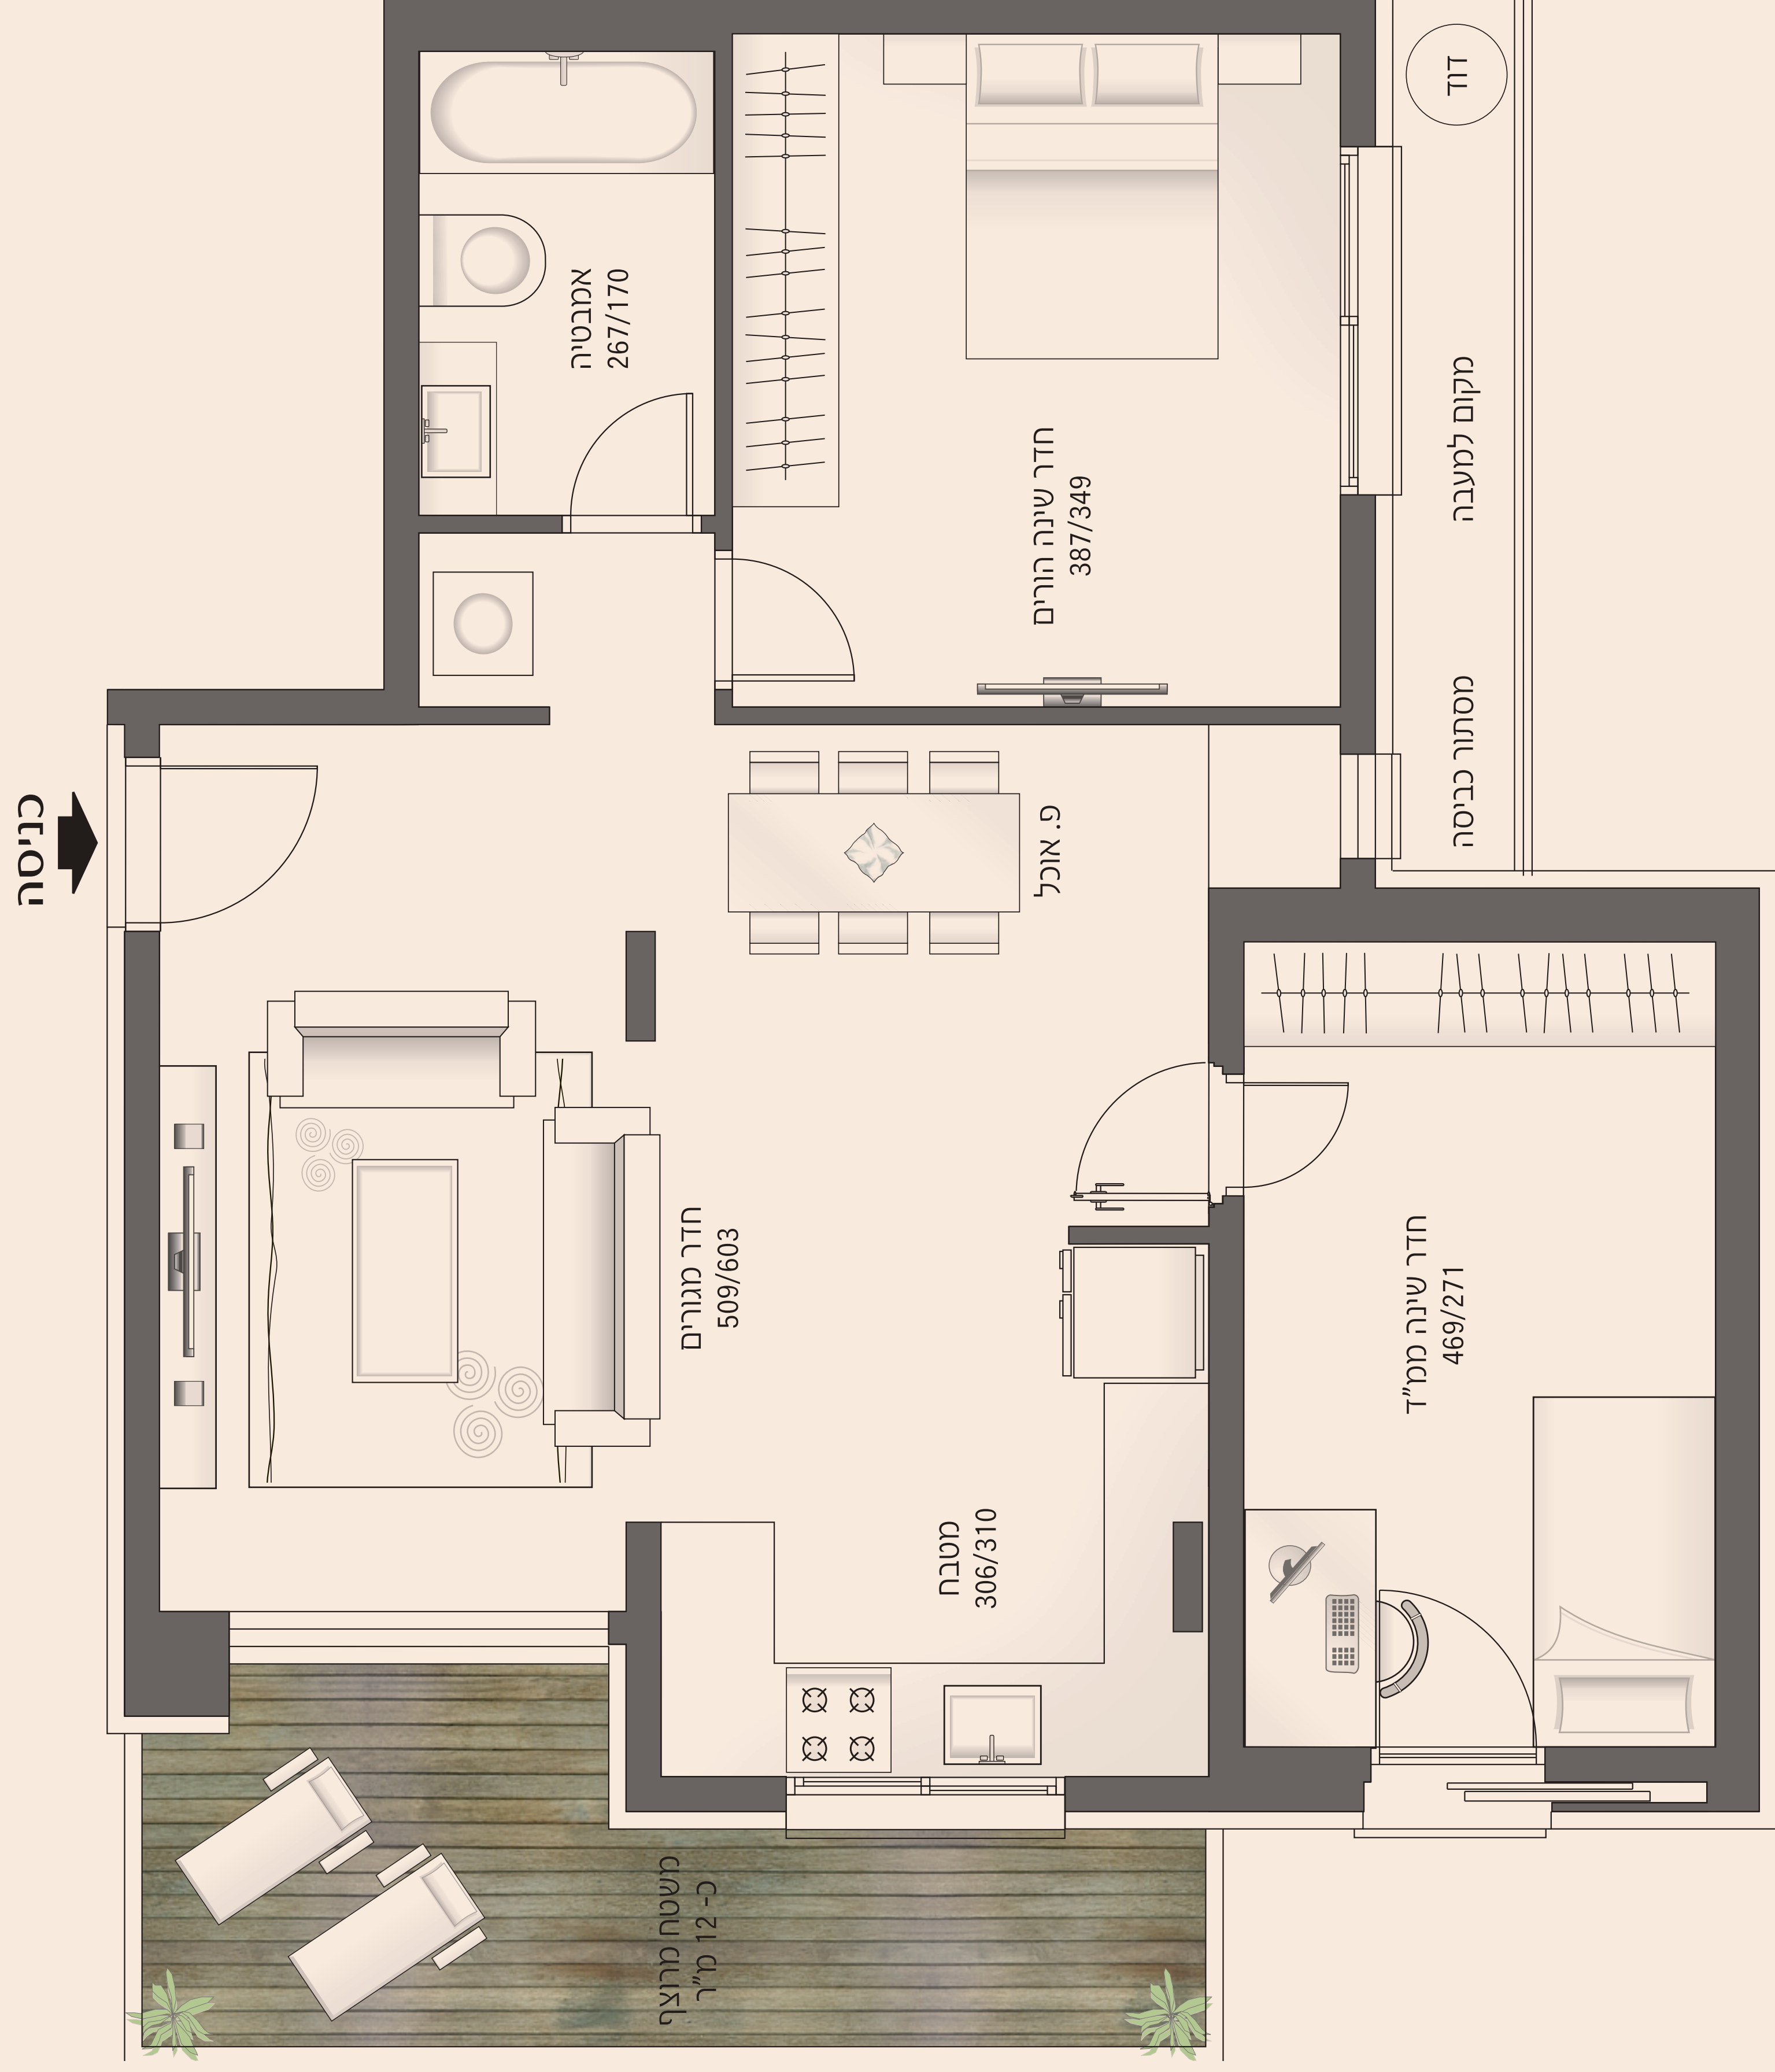 דוד
אמבטיה
267/170
חדר שינה הורים
387/349
מקום למעבה
מסתור כביסה
כניסה
פ. אוכל
חדר מגורים
509/603
חדר שינה ממ"ד
469/271
מטבח
306/310
משטח מרוצף
כ- 12 מ"ר